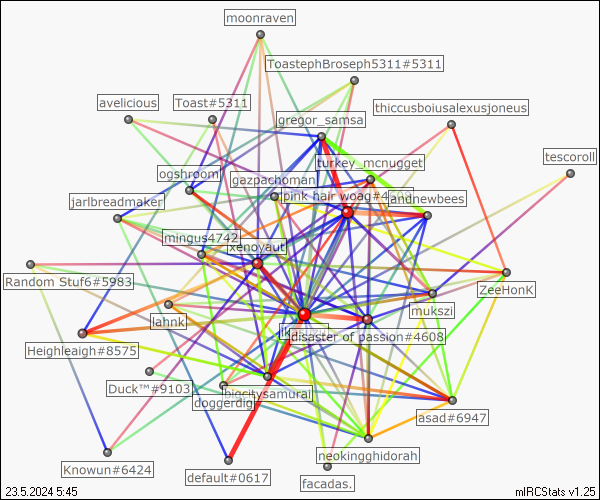 moonraven
ToastephBroseph5311#5311
avelicious
Toast#5311
thiccusboiusalexusjoneus
gregor_samsa
tescoroll
turkey_mcnugget
ogshroom
gazpachoman
pink hair woag#4
andnewbees
jarlbreadmaker
mingus4742
xenoyaut
Random Stuf6#5983
ZeeHonK
mukszi
iahnk
disaster of passion#4608
Heighleaigh#8575
Duck™#9103
bigcitysamurai
doggerdig
asad#6947
neokingghidorah
Knowun#6424
default#0617
facadas.
23.5.2024 5:45
mIRCStats v1.25